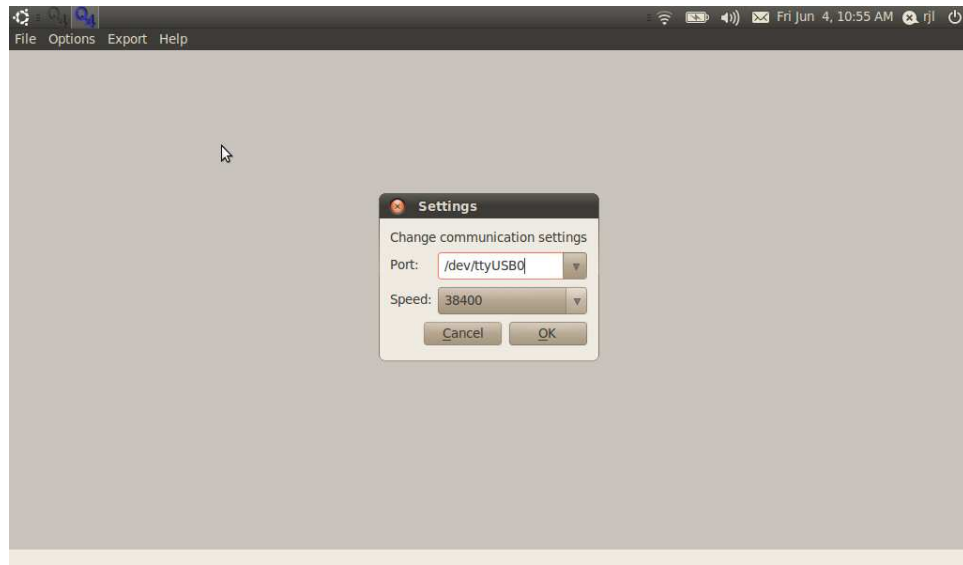 Fri Jun 4, 10:55 AM rjl
File Options Export Help
Settings
Change communication settings
Port: /dev/ttyUSB0
Speed: 38400
Cancel OK